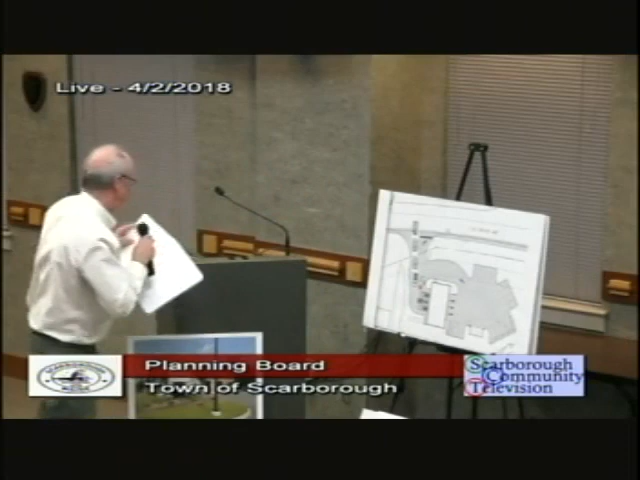 Live - 4/2/2018
Planning Board
Town of Scarborough
Scarborough
Community
Television